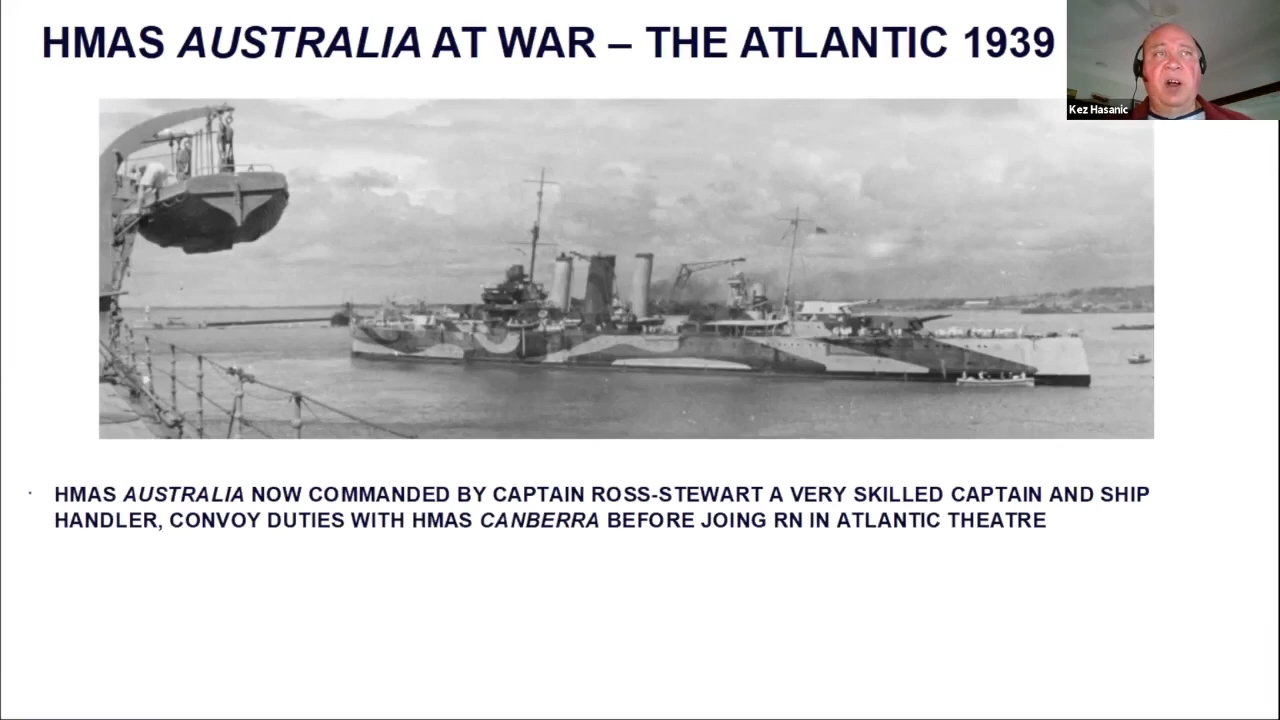 HMAS AUSTRALIA AT WAR – THE ATLANTIC 1939
Kez Hasanic
· HMAS AUSTRALIA NOW COMMANDED BY CAPTAIN ROSS-STEWART A VERY SKILLED CAPTAIN AND SHIP
HANDLER, CONVOY DUTIES WITH HMAS CANBERRA BEFORE JOING RN IN ATLANTIC THEATRE